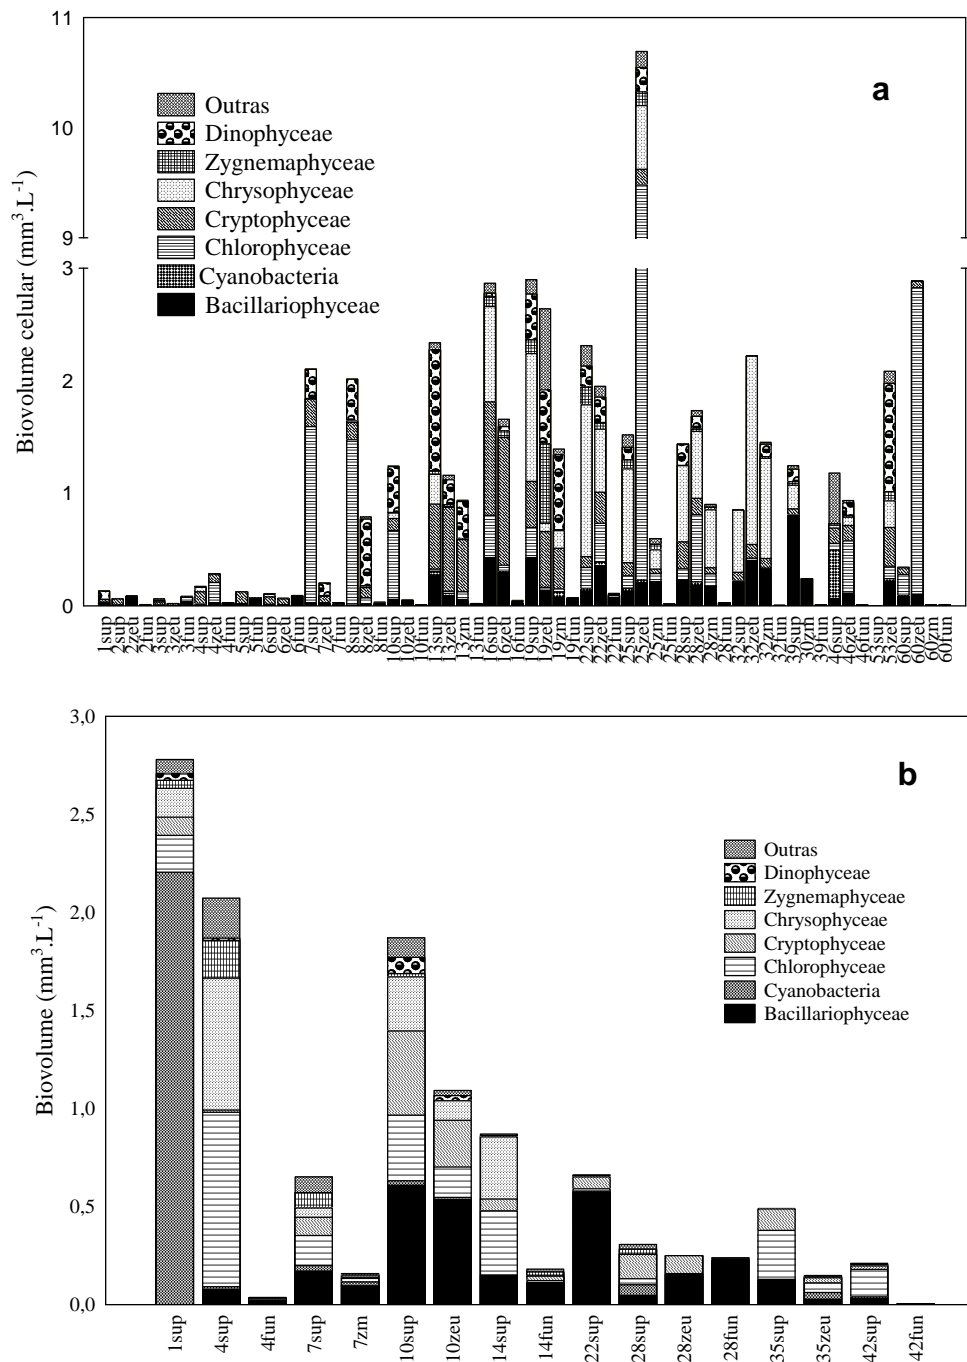 11
10
9
3
2
1
0
Biovolume celular (mm³.L⁻¹)
a
Outras
Dinophyceae
Zygnemaphyceae
Chrysophyceae
Cryptophyceae
Chlorophyceae
Cyanobacteria
Bacillariophyceae
1sup
2sup
2zeu
2fun
3sup
3zeu
3fun
4sup
4zeu
4fun
5sup
5fun
6sup
6zeu
6fun
7sup
7zeu
7fun
8sup
8zeu
8fun
10sup
10zeu
10fun
13sup
13zeu
13zm
13fun
16sup
16zeu
16fun
19sup
19zeu
19zm
19fun
22sup
22zeu
22fun
25sup
25zeu
25zm
25fun
28sup
28zeu
28zm
28fun
32sup
32zeu
32zm
32fun
39sup
30zm
39fun
46sup
46zeu
46fun
53sup
53zeu
60sup
60zeu
60zm
60fun
3,0
2,5
2,0
1,5
1,0
0,5
0,0
Biovolume (mm³.L⁻¹)
b
Outras
Dinophyceae
Zygnemaphyceae
Chrysophyceae
Cryptophyceae
Chlorophyceae
Cyanobacteria
Bacillariophyceae
1sup
4sup
4fun
7sup
7zm
10sup
10zeu
14sup
14fun
22sup
28sup
28zeu
28fun
35sup
35zeu
42sup
42fun